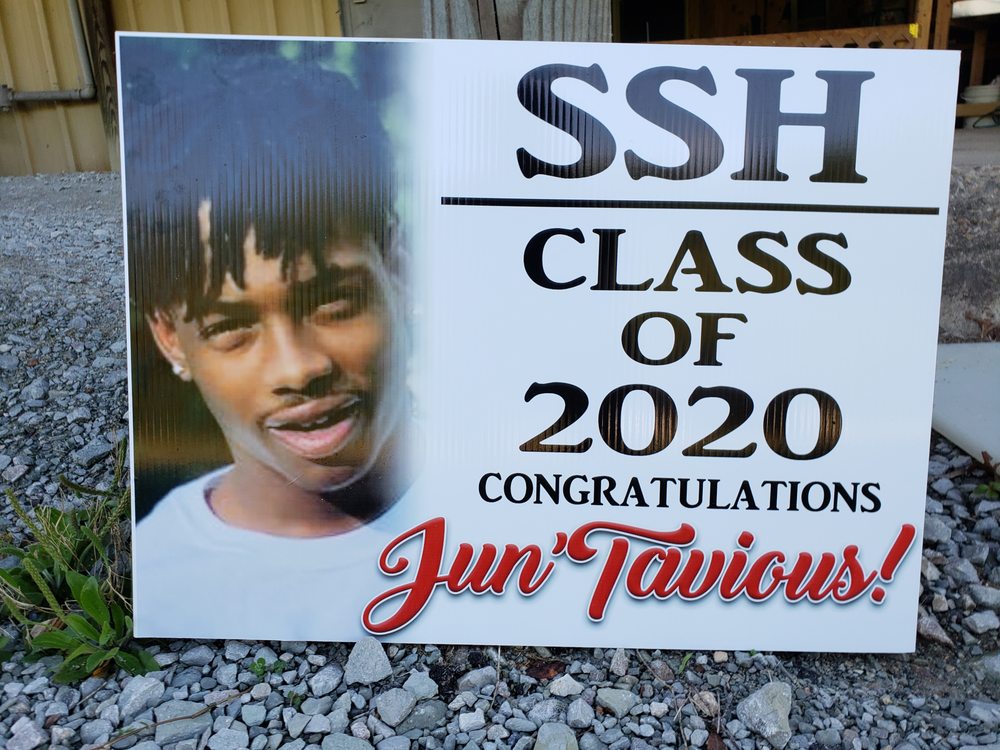 SSH
CLASS
OF
2020
CONGRATULATIONS
Jun'Tavious!